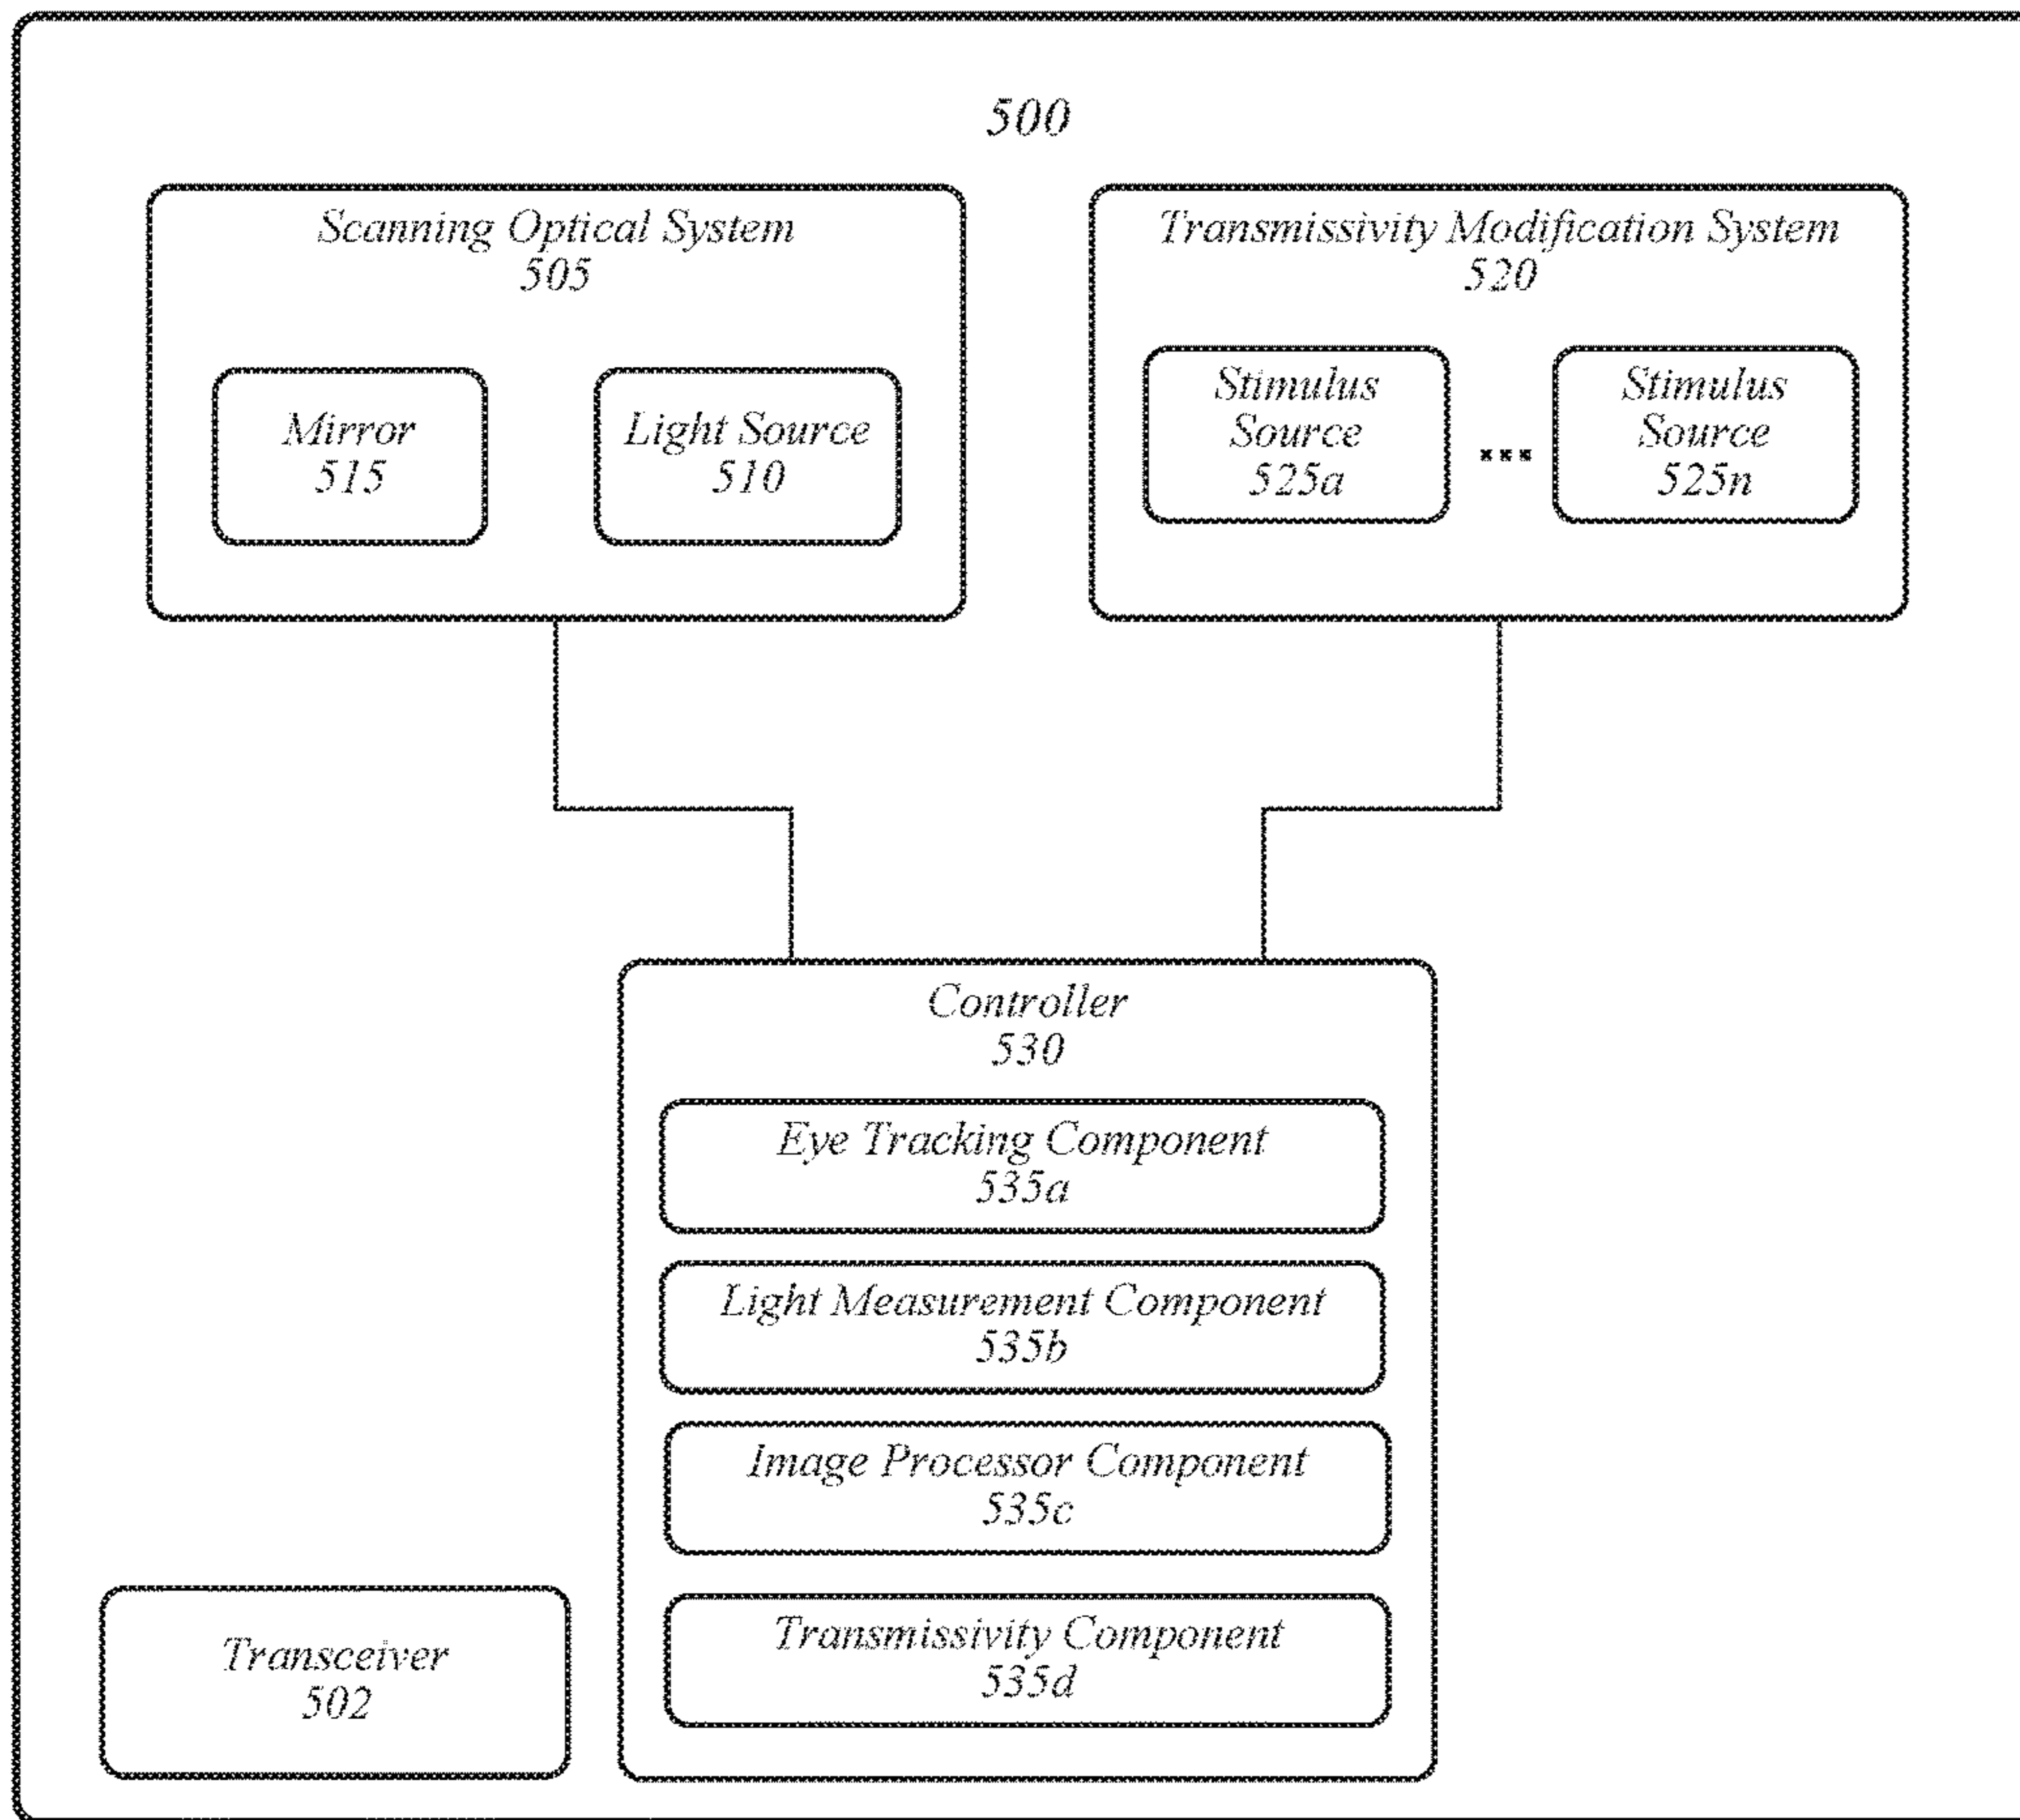 500
Scanning Optical System
505
Mirror
515
Light Source
510
Transmissivity Modification System
520
Stimulus
Source
525a
...
Stimulus
Source
525n
Controller
530
Eye Tracking Component
535a
Light Measurement Component
535b
Image Processor Component
535c
Transmissivity Component
535d
Transceiver
502